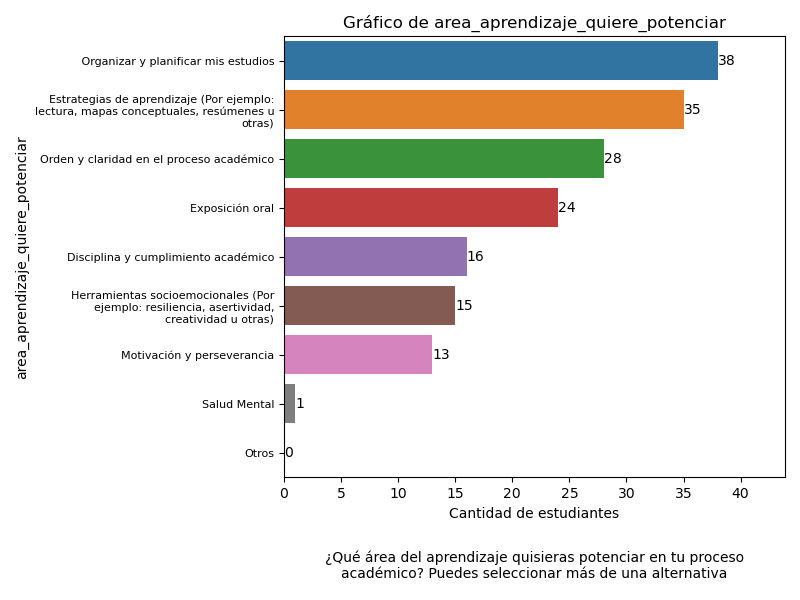 Gráfico de area_aprendizaje_quiere_potenciar
area_aprendizaje_quiere_potenciar
Organizar y planificar mis estudios
38
Estrategias de aprendizaje (Por ejemplo:
lectura, mapas conceptuales, resúmenes u
otras)
35
Orden y claridad en el proceso académico
28
Exposición oral
24
Disciplina y cumplimiento académico
16
Herramientas socioemocionales (Por
ejemplo: resiliencia, asertividad,
creatividad u otras)
15
Motivación y perseverancia
13
Salud Mental
1
Otros
0
0 5 10 15 20 25 30 35 40
Cantidad de estudiantes
¿Qué área del aprendizaje quisieras potenciar en tu proceso
académico? Puedes seleccionar más de una alternativa